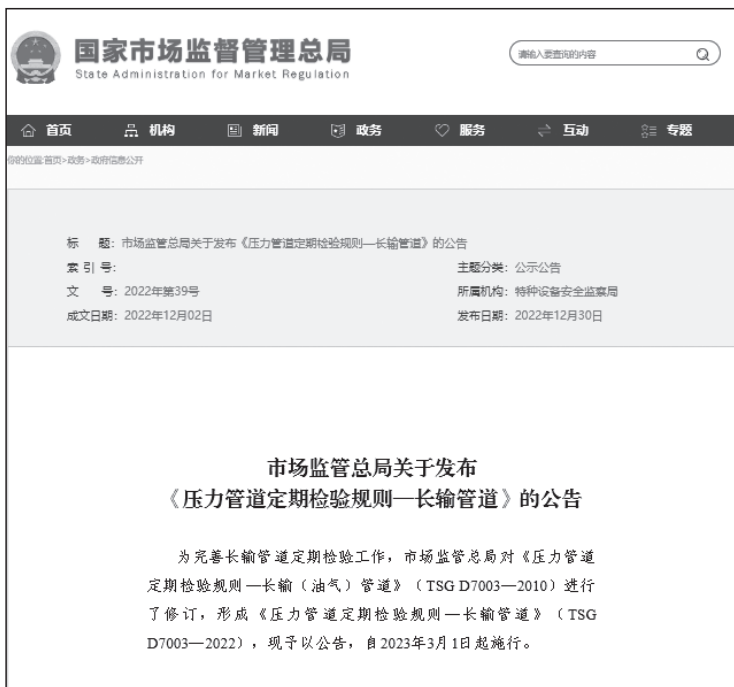 国家市场监督管理总局
State Administration for Market Regulation
请输入要查询的内容
首页 机构 新闻 政务 服务 互动 专题
你的位置:首页>政务>政府信息公开
标 题：市场监管总局关于发布《压力管道定期检验规则—长输管道》的公告
索 引 号： 主题分类：公示公告
文 号：2022年第39号 所属机构：特种设备安全监察局
成文日期：2022年12月02日 发布日期：2022年12月30日
市场监管总局关于发布
《压力管道定期检验规则—长输管道》的公告
为完善长输管道定期检验工作，市场监管总局对《压力管道
定期检验规则—长输（油气）管道》（TSG D7003—2010）进行
了修订，形成《压力管道定期检验规则—长输管道》（TSG
D7003—2022），现予以公告，自2023年3月1日起施行。